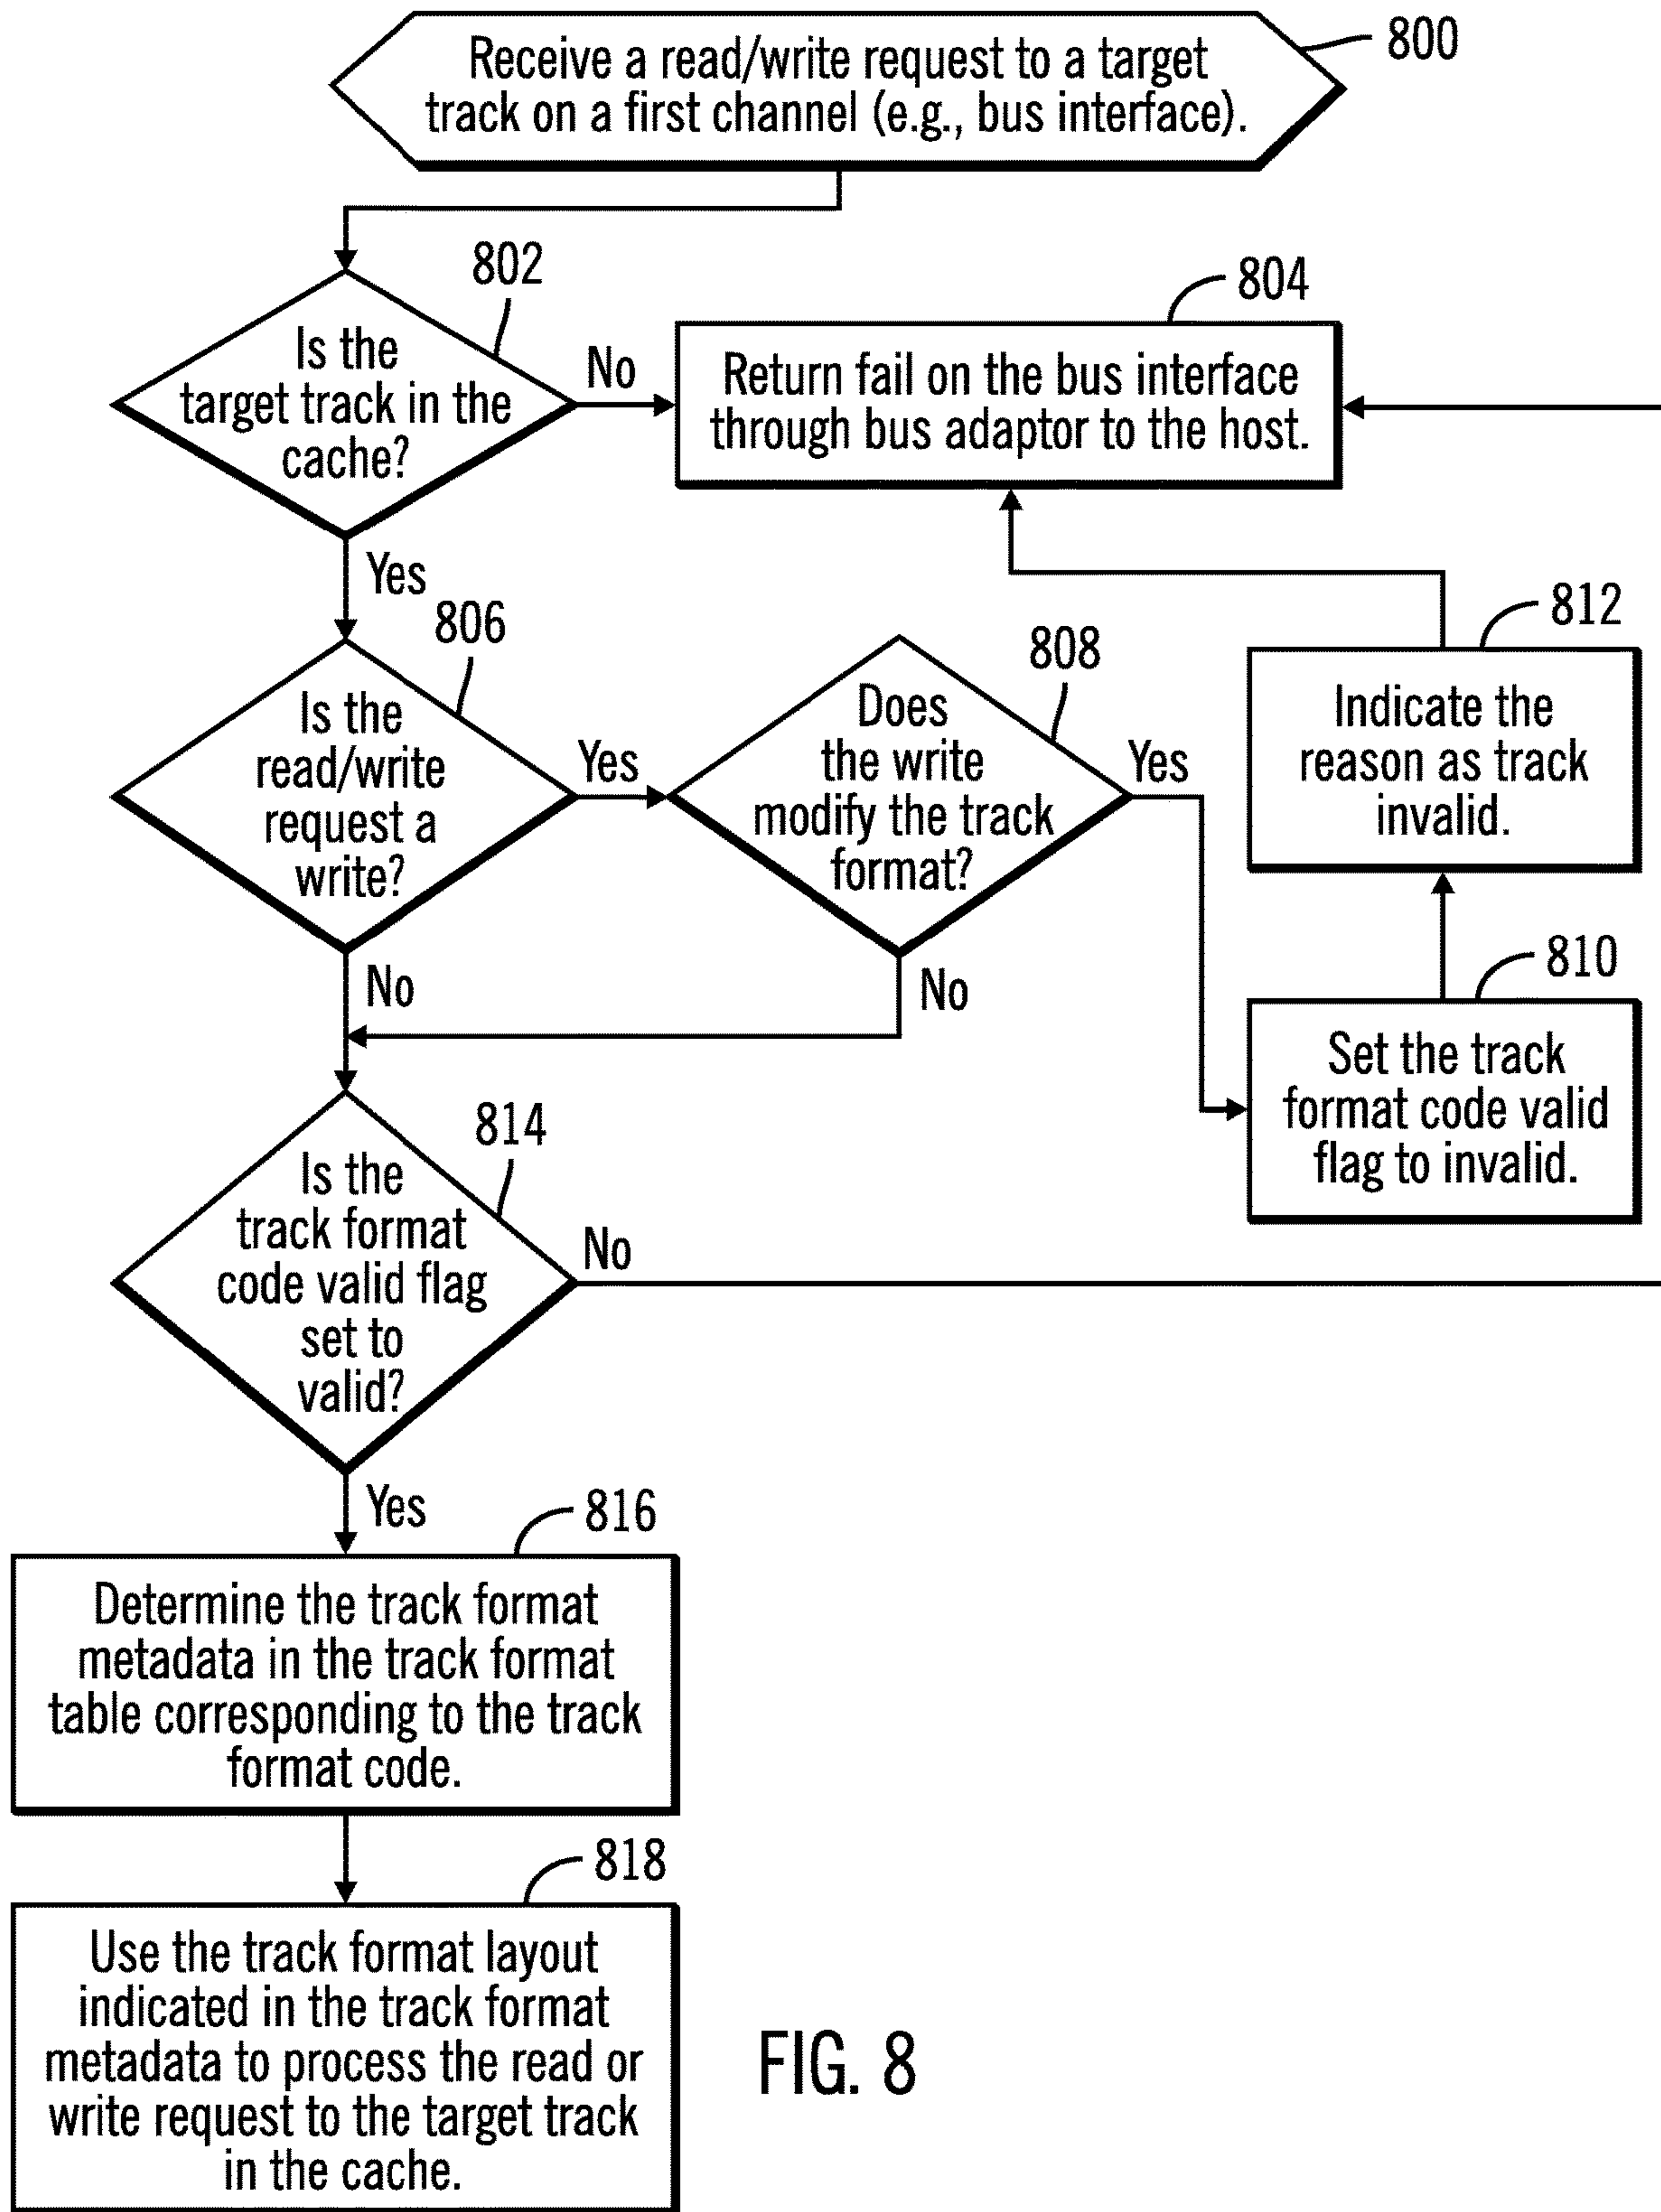 Receive a read/write request to a target
track on a first channel (e.g., bus interface).
800
802
Is the
target track in the
cache?
No
804
Return fail on the bus interface
through bus adaptor to the host.
Yes
806
Is the
read/write
request a
write?
Yes
808
Does
the write
modify the track
format?
Yes
812
Indicate the
reason as track
invalid.
No
No
810
Set the track
format code valid
flag to invalid.
814
Is the
track format
code valid flag
set to
valid?
No
Yes
816
Determine the track format
metadata in the track format
table corresponding to the track
format code.
818
Use the track format layout
indicated in the track format
metadata to process the read or
write request to the target track
in the cache.
FIG. 8